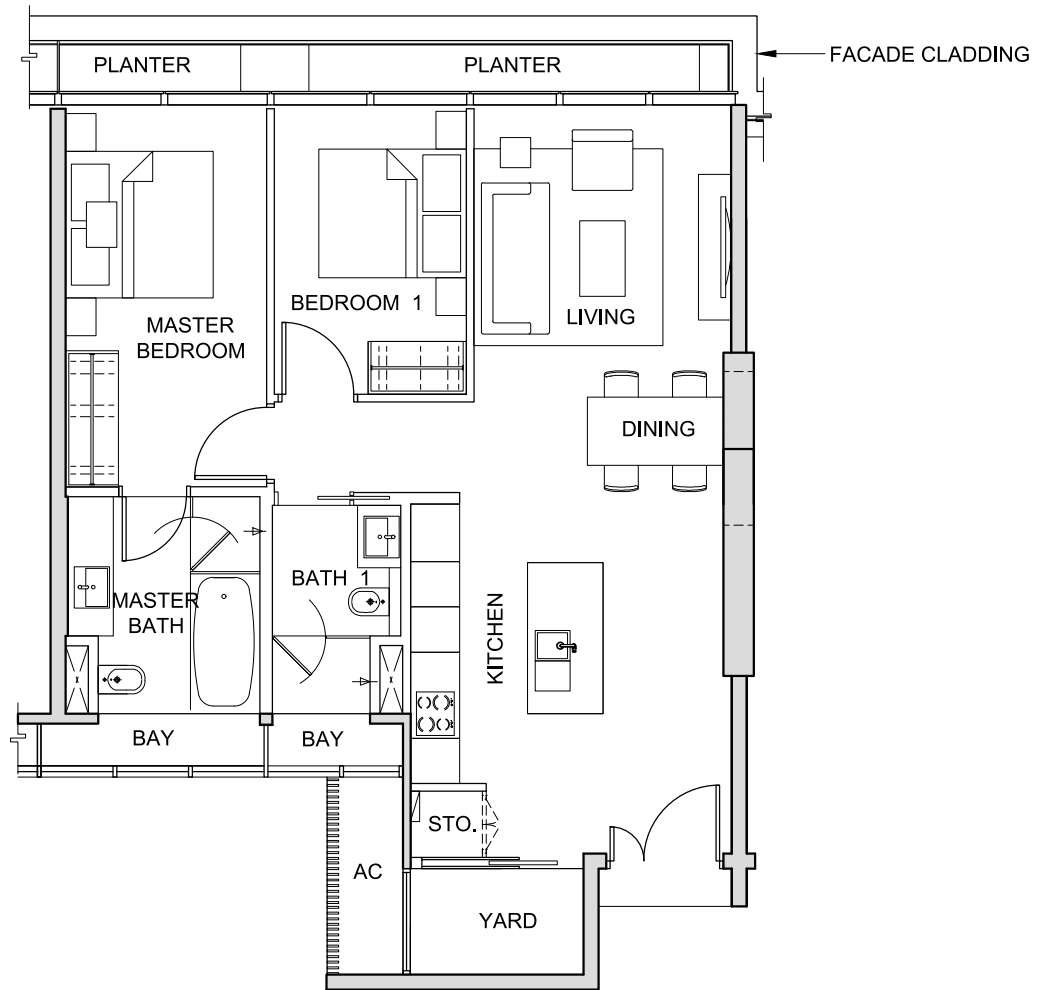 FACADE CLADDING
PLANTER
PLANTER
BEDROOM 1
LIVING
MASTER
BEDROOM
DINING
BATH 1
MASTER
BATH
KITCHEN
BAY
BAY
STO.
AC
YARD